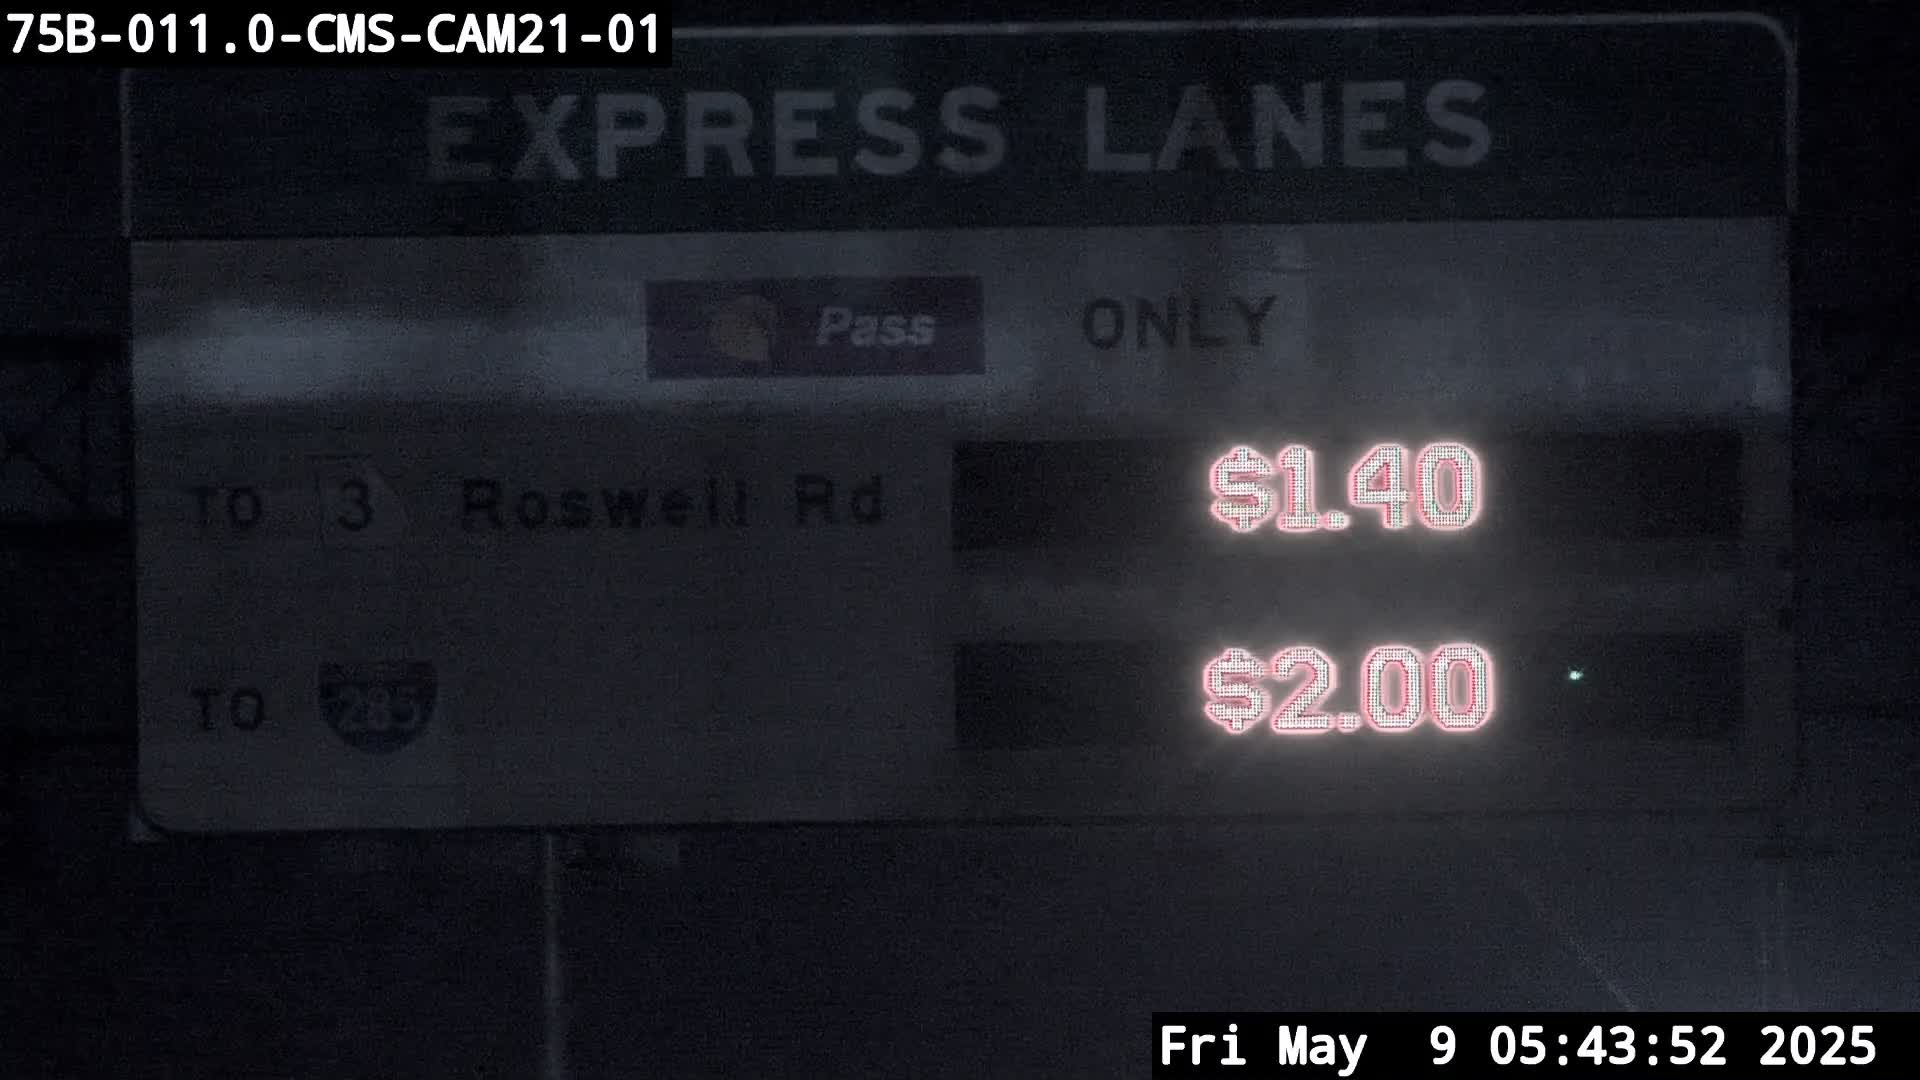 75B-011.0-CMS-CAM21-01
EXPRESS LANES
Pass ONLY
TO 3 Roswell Rd $1.40
TO 285 $2.00
Fri May 9 05:43:52 2025